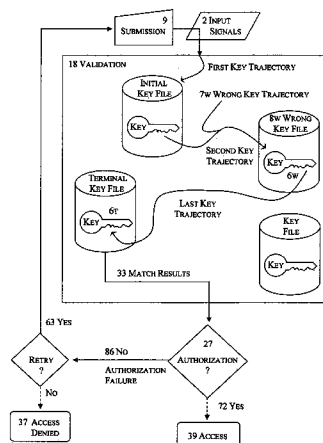 9
SUBMISSION
2 INPUT
SIGNALS
18 VALIDATION
FIRST KEY TRAJECTORY
INITIAL
KEY FILE
KEY
7W WRONG KEY TRAJECTORY
8W WRONG
KEY FILE
KEY
6W
SECOND KEY
TRAJECTORY
TERMINAL
KEY FILE
6T
KEY
LAST KEY
TRAJECTORY
KEY
FILE
KEY
33 MATCH RESULTS
63 YES
RETRY
?
86 NO
AUTHORIZATION
FAILURE
27
AUTHORIZATION
?
NO
72 YES
37 ACCESS
DENIED
39 ACCESS